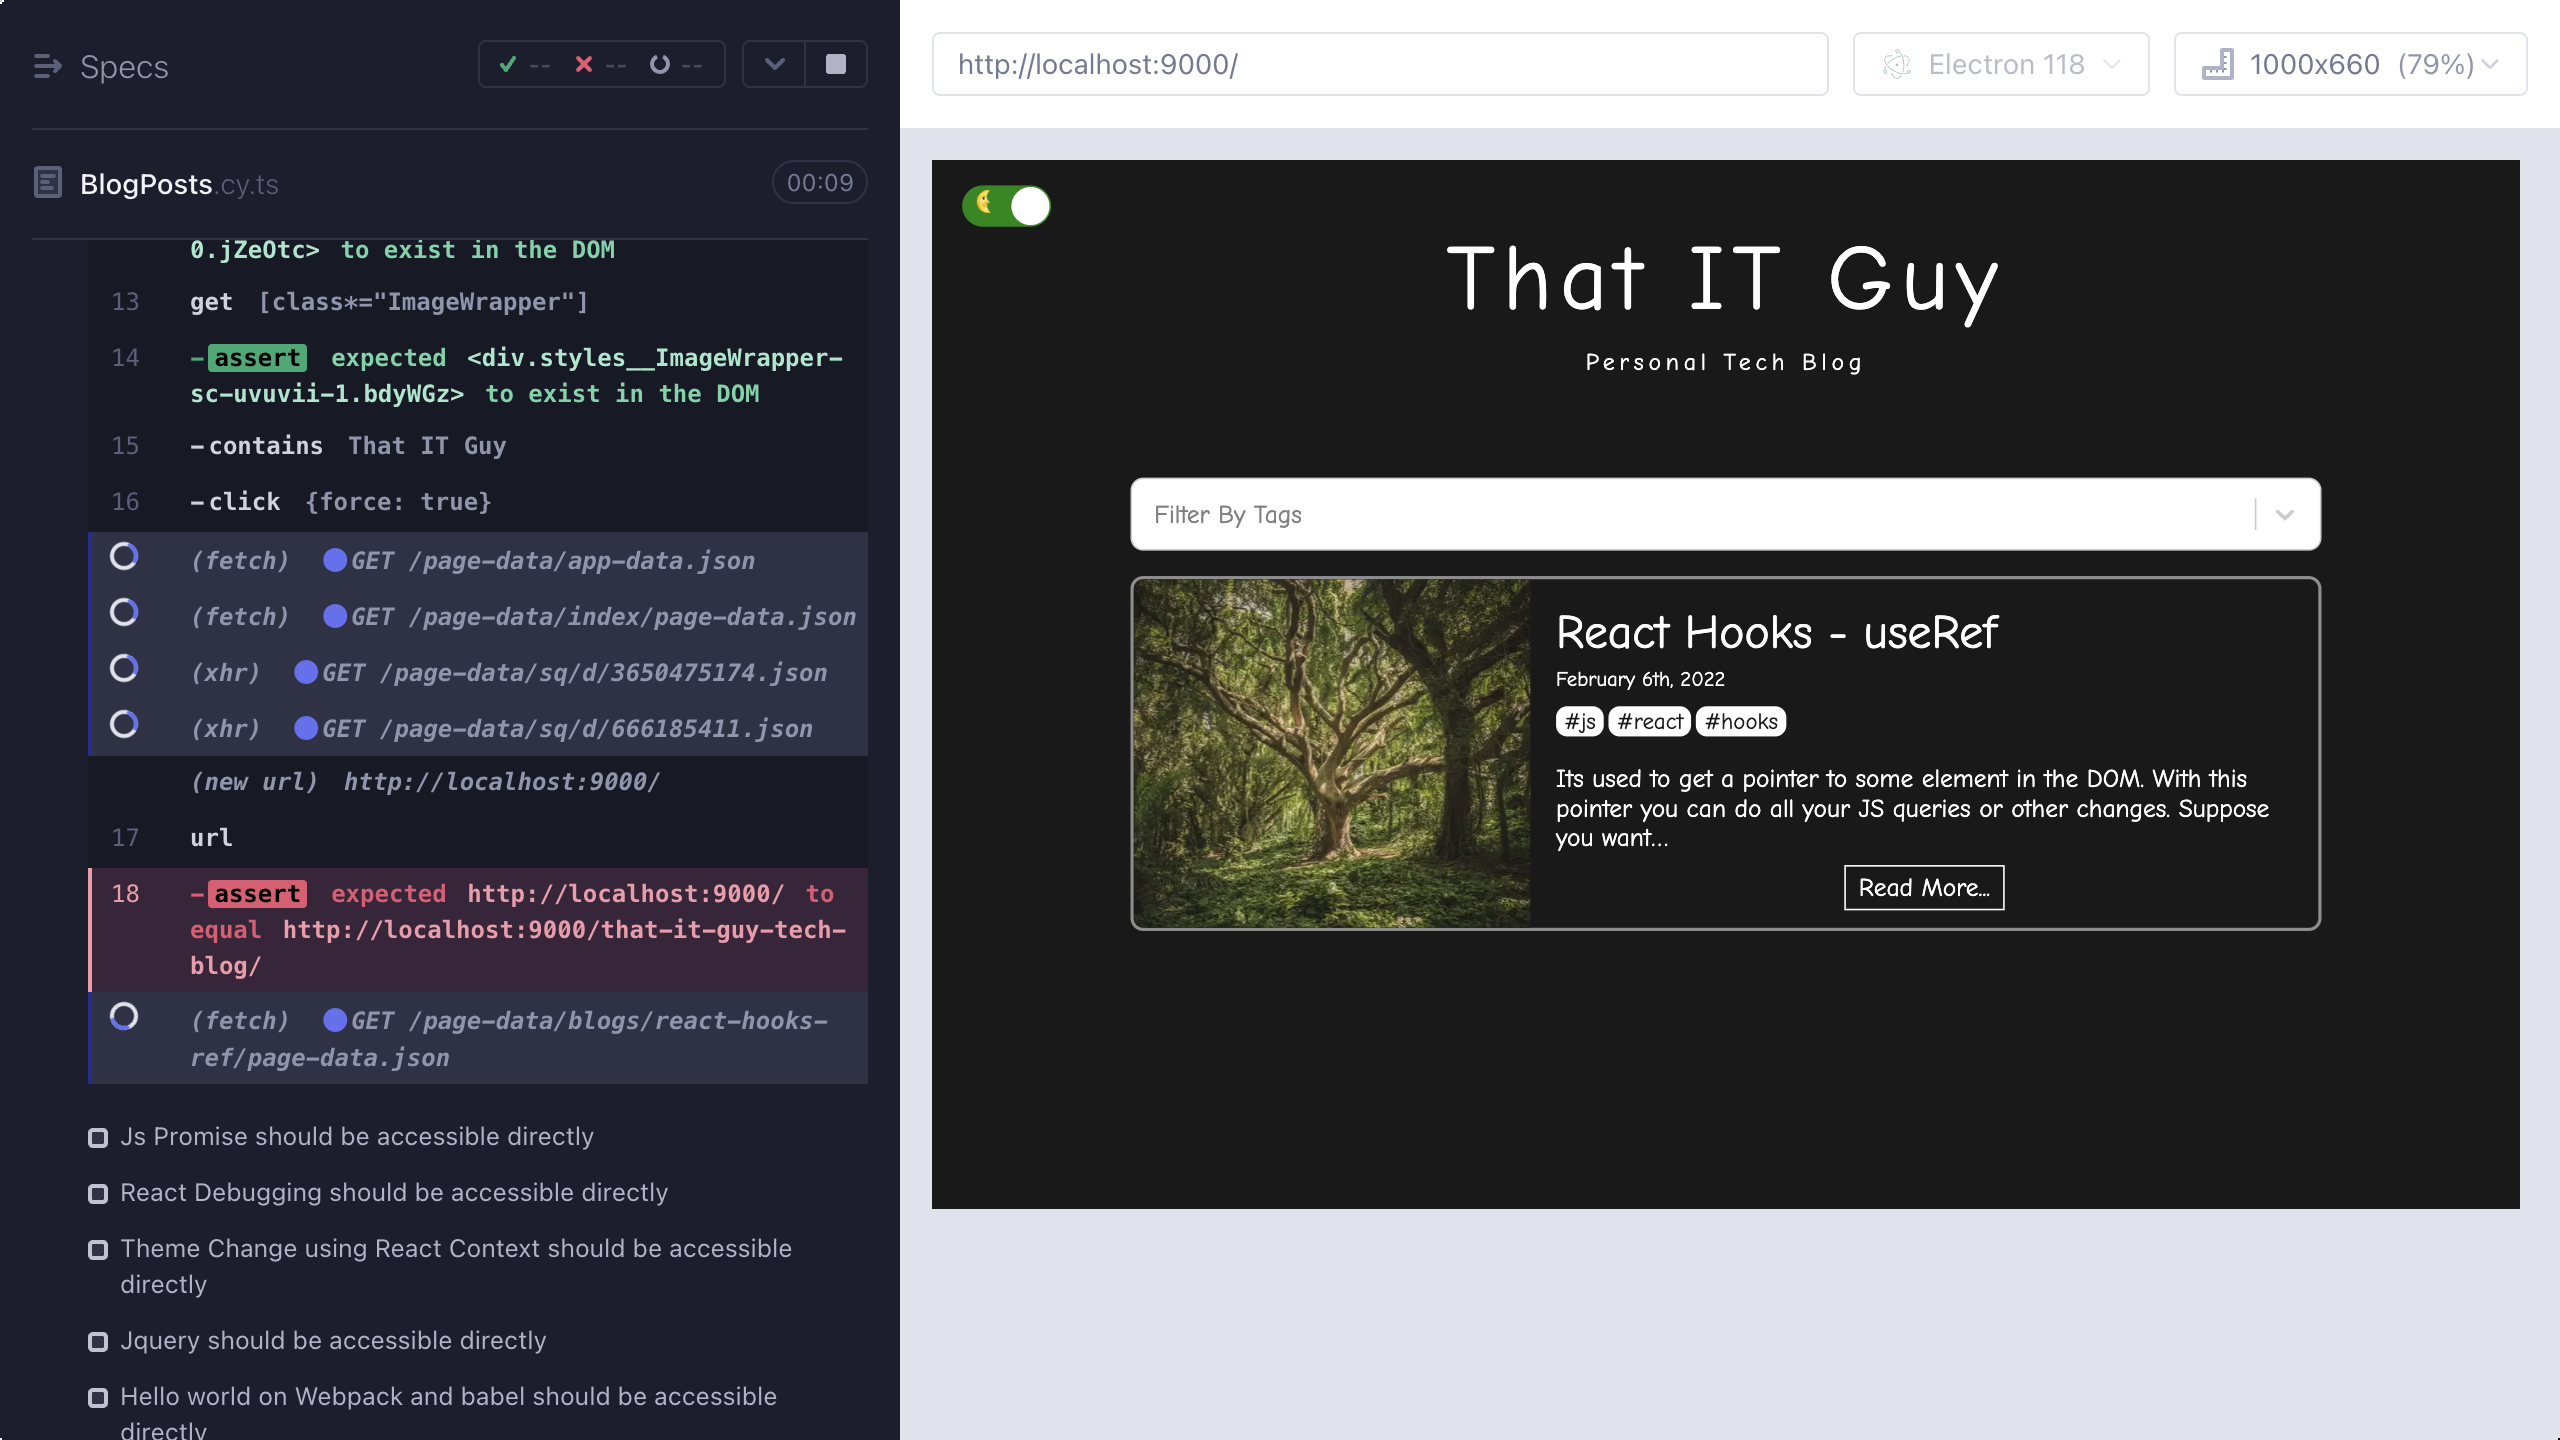 Specs
-- -- --
BlogPosts.cy.ts
00:09
0.jZeOtc> to exist in the DOM
13 get [class*="ImageWrapper"]
14 -assert expected <div.styles__ImageWrapper-
sc-uvuvii-1.bdyWGz> to exist in the DOM
15 -contains That IT Guy
16 -click {force: true}
(fetch) GET /page-data/app-data.json
(fetch) GET /page-data/index/page-data.json
(xhr) GET /page-data/sq/d/3650475174.json
(xhr) GET /page-data/sq/d/666185411.json
(new url) http://localhost:9000/
17 url
18 -assert expected http://localhost:9000/ to
equal http://localhost:9000/that-it-guy-tech-
blog/
(fetch) GET /page-data/blogs/react-hooks-
ref/page-data.json
Js Promise should be accessible directly
React Debugging should be accessible directly
Theme Change using React Context should be accessible
directly
Jquery should be accessible directly
Hello world on Webpack and babel should be accessible
directly
http://localhost:9000/
Electron 118
1000x660 (79%)
That IT Guy
Personal Tech Blog
Filter By Tags
React Hooks - useRef
February 6th, 2022
#js #react #hooks
Its used to get a pointer to some element in the DOM. With this
pointer you can do all your JS queries or other changes. Suppose
you want...
Read More...